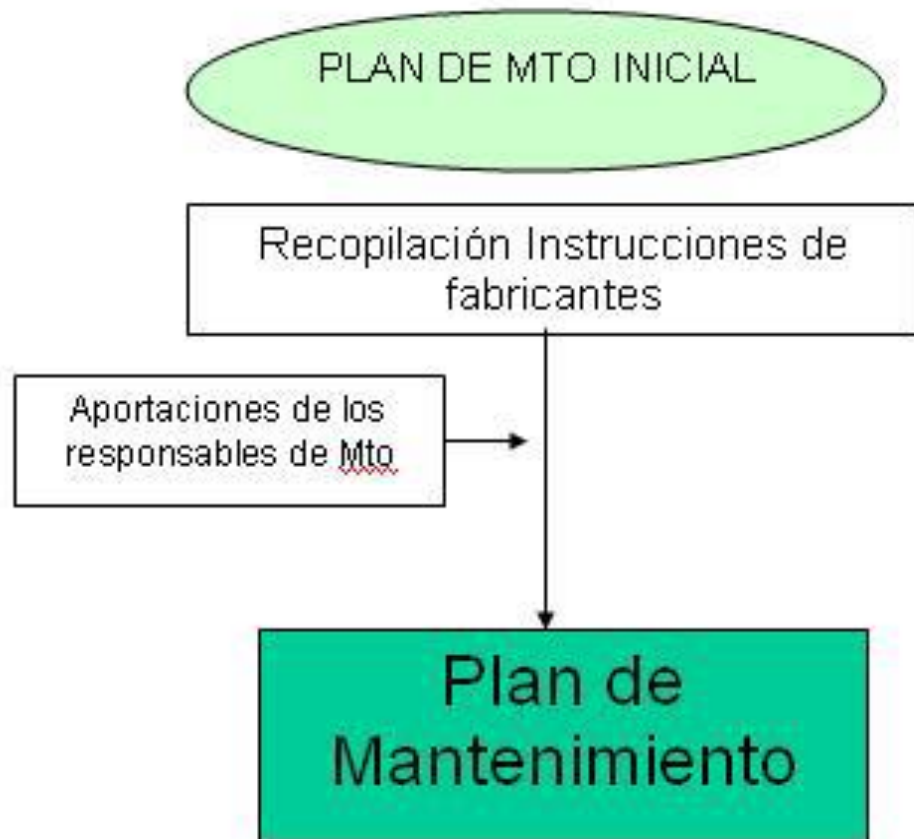 PLAN DE MTO INICIAL
Recopilación Instrucciones de
fabricantes
Aportaciones de los
responsables de Mto
Plan de
Mantenimiento